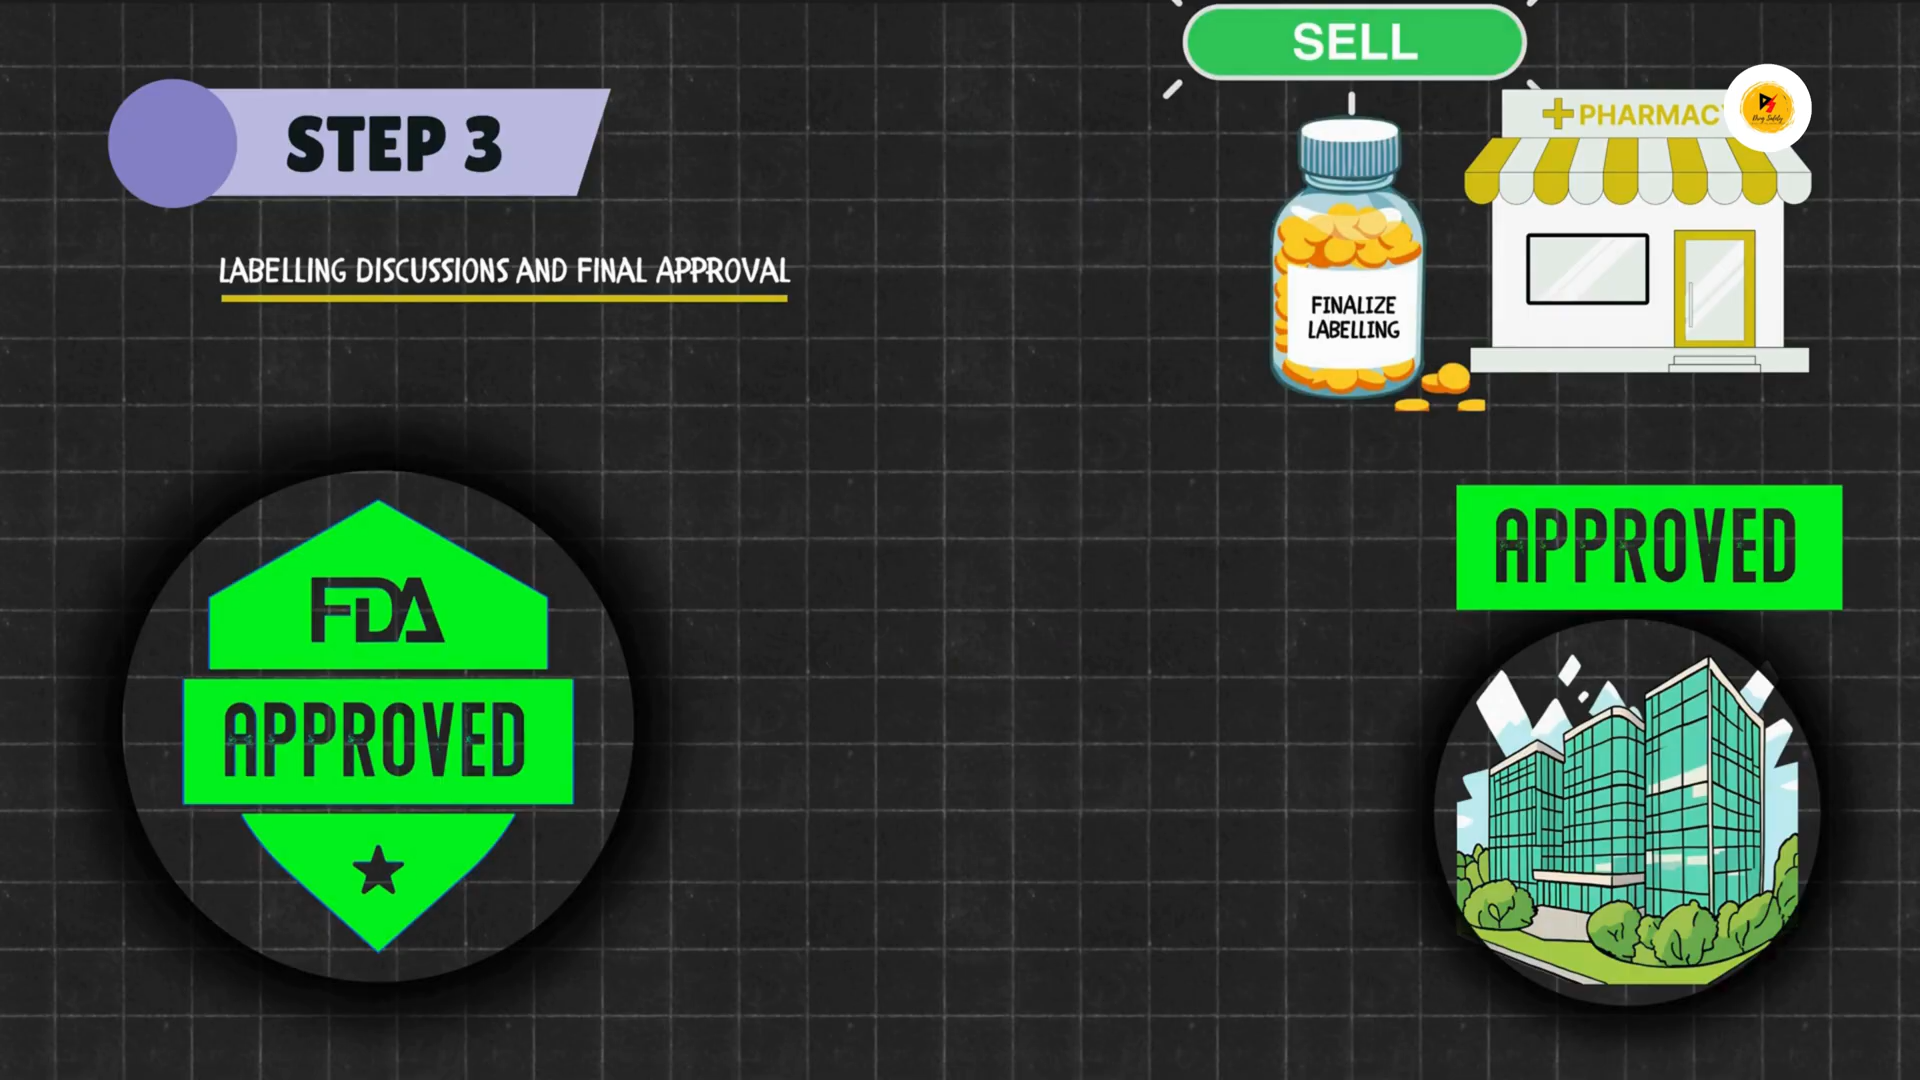 SELL
STEP 3
PHARMAC
LABELLING DISCUSSIONS AND FINAL APPROVAL
FINALIZE
LABELLING
APPROVED
FDA
APPROVED